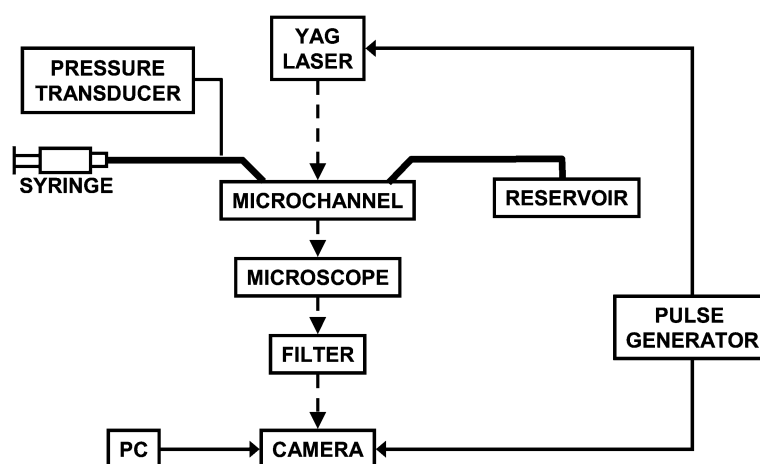 YAG
LASER
PRESSURE
TRANSDUCER
SYRINGE
MICROCHANNEL
RESERVOIR
MICROSCOPE
PULSE
GENERATOR
FILTER
PC
CAMERA